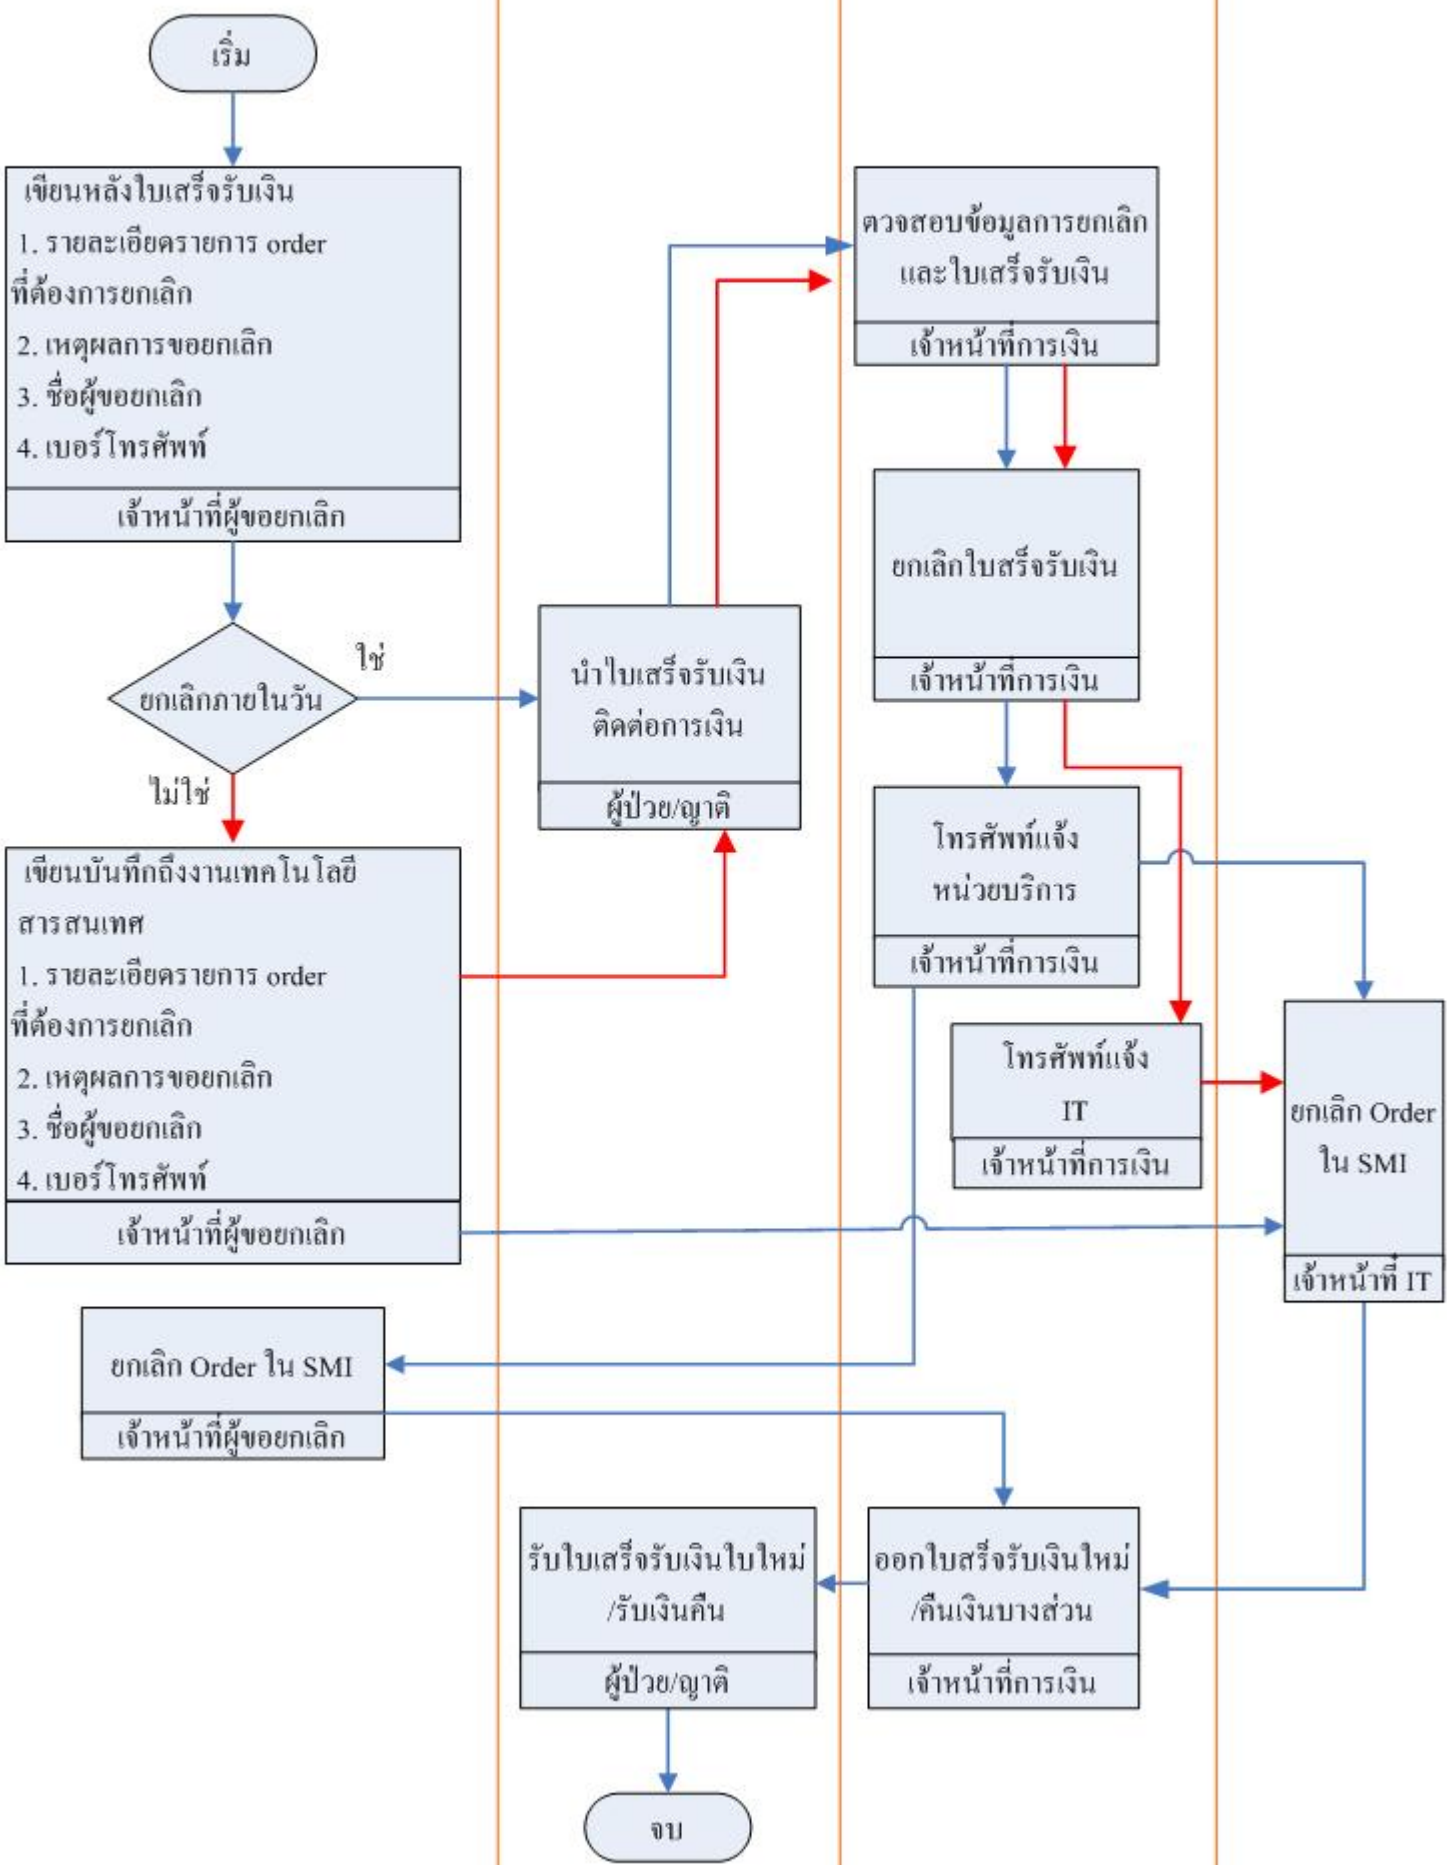 เริ่ม
เขียนหลังใบเสร็จรับเงิน
1. รายละเอียดรายการ order
ที่ต้องการยกเลิก
2. เหตุผลการขอยกเลิก
3. ชื่อผู้ขอยกเลิก
4. เบอร์โทรศัพท์
เจ้าหน้าที่ผู้ขอยกเลิก
ยกเลิกภายในวัน
ใช่
ไม่ใช่
เขียนบันทึกถึงงานเทคโนโลยี
สารสนเทศ
1. รายละเอียดรายการ order
ที่ต้องการยกเลิก
2. เหตุผลการขอยกเลิก
3. ชื่อผู้ขอยกเลิก
4. เบอร์โทรศัพท์
เจ้าหน้าที่ผู้ขอยกเลิก
นำใบเสร็จรับเงิน
ติดต่อการเงิน
ผู้ป่วย/ญาติ
ตวจสอบข้อมูลการยกเลิก
และใบเสร็จรับเงิน
เจ้าหน้าที่การเงิน
ยกเลิกใบสร็จรับเงิน
เจ้าหน้าที่การเงิน
โทรศัพท์แจ้ง
หน่วยบริการ
เจ้าหน้าที่การเงิน
โทรศัพท์แจ้ง
IT
เจ้าหน้าที่การเงิน
ยกเลิก Order
ใน SMI
เจ้าหน้าที่ IT
ยกเลิก Order ใน SMI
เจ้าหน้าที่ผู้ขอยกเลิก
ออกใบสร็จรับเงินใหม่
/คืนเงินบางส่วน
เจ้าหน้าที่การเงิน
รับใบเสร็จรับเงินใบใหม่
/รับเงินคืน
ผู้ป่วย/ญาติ
จบ